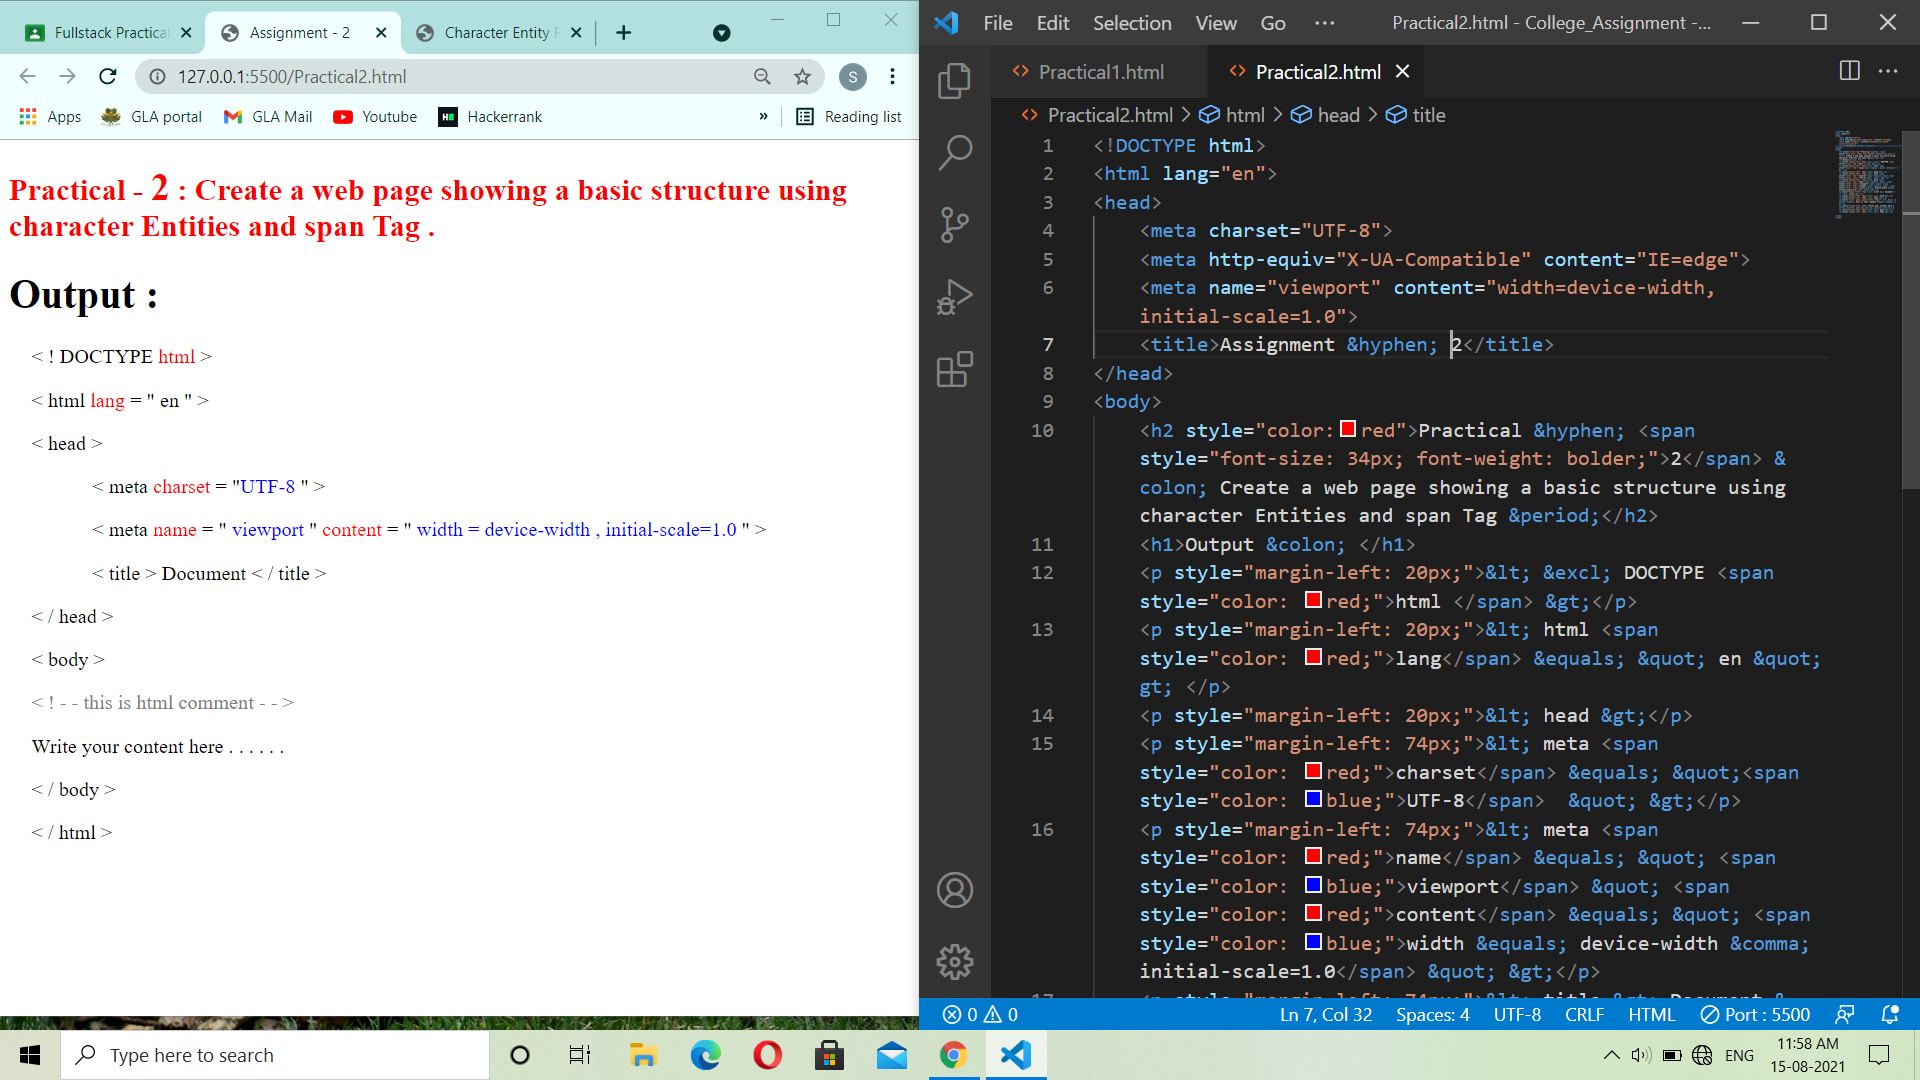 Fullstack Practica
Assignment - 2
Character Entity
127.0.0.1:5500/Practical2.html
S
Apps
GLA portal
GLA Mail
Youtube
Hackerrank
»
Reading list
Practical - 2 : Create a web page showing a basic structure using
character Entities and span Tag .
Output :
< ! DOCTYPE html >
< html lang = " en " >
< head >
< meta charset = "UTF-8 " >
< meta name = " viewport " content = " width = device-width , initial-scale=1.0 " >
< title > Document < / title >
< / head >
< body >
< ! - - this is html comment - - >
Write your content here . . . . . .
< / body >
< / html >
File Edit Selection View Go ··· Practical2.html - College_Assignment -...
Practical1.html
Practical2.html
Practical2.html > html > head > title
1 <!DOCTYPE html>
2 <html lang="en">
3 <head>
4 <meta charset="UTF-8">
5 <meta http-equiv="X-UA-Compatible" content="IE=edge">
6 <meta name="viewport" content="width=device-width,
initial-scale=1.0">
7 <title>Assignment &hyphen; 2</title>
8 </head>
9 <body>
10 <h2 style="color:red">Practical &hyphen; <span
style="font-size: 34px; font-weight: bolder;">2</span> &
colon; Create a web page showing a basic structure using
character Entities and span Tag &period;</h2>
11 <h1>Output &colon; </h1>
12 <p style="margin-left: 20px;">&lt; &excl; DOCTYPE <span
style="color: red;">html </span> &gt;</p>
13 <p style="margin-left: 20px;">&lt; html <span
style="color: red;">lang</span> &equals; &quot; en &quot;
gt; </p>
14 <p style="margin-left: 20px;">&lt; head &gt;</p>
15 <p style="margin-left: 74px;">&lt; meta <span
style="color: red;">charset</span> &equals; &quot;<span
style="color: blue;">UTF-8</span> &quot; &gt;</p>
16 <p style="margin-left: 74px;">&lt; meta <span
style="color: red;">name</span> &equals; &quot; <span
style="color: blue;">viewport</span> &quot; <span
style="color: red;">content</span> &equals; &quot; <span
style="color: blue;">width &equals; device-width &comma;
initial-scale=1.0</span> &quot; &gt;</p>
0 0 Ln 7, Col 32 Spaces: 4 UTF-8 CRLF HTML Port : 5500
Type here to search
ENG
11:58 AM
15-08-2021